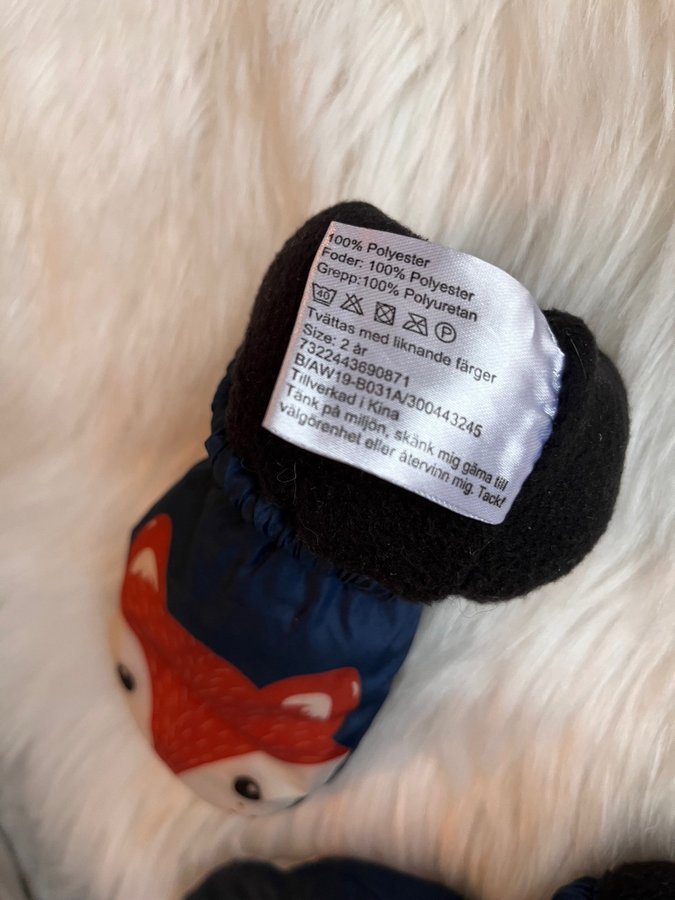 100% Polyester
Foder: 100% Polyester
Grepp:100% Polyuretan
40 P
Tvättas med liknande färger
Size: 2 år
7322443690871
B/AW19-B031A/300443245
Tillverkad i Kina
Tänk på miljön, skänk mig gärna till
välgörenhet eller återvinn mig. Tack!